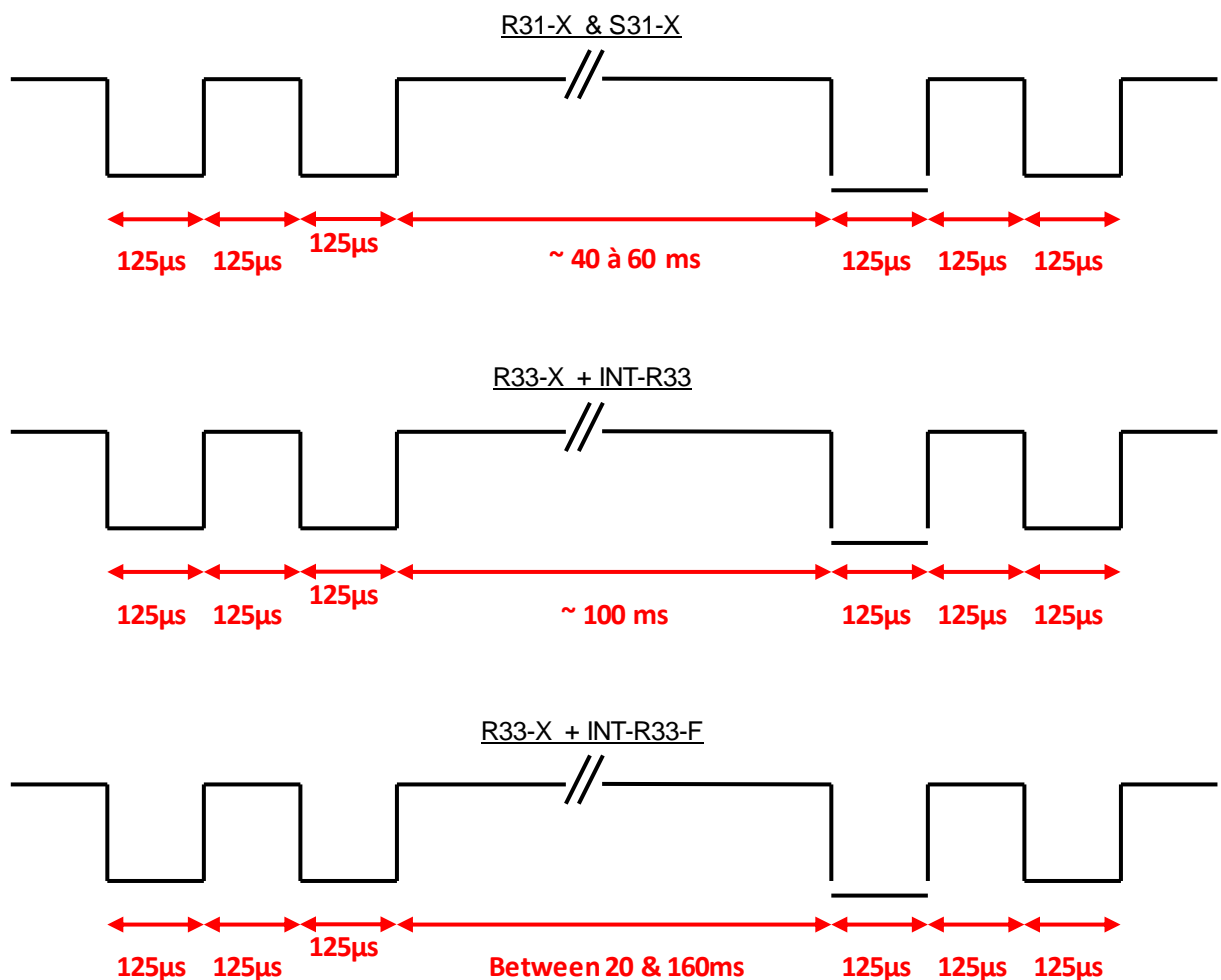 R31-X & S31-X
125µs 125µs 125µs ~ 40 à 60 ms 125µs 125µs 125µs
R33-X + INT-R33
125µs 125µs 125µs ~ 100 ms 125µs 125µs 125µs
R33-X + INT-R33-F
125µs 125µs 125µs Between 20 & 160ms 125µs 125µs 125µs